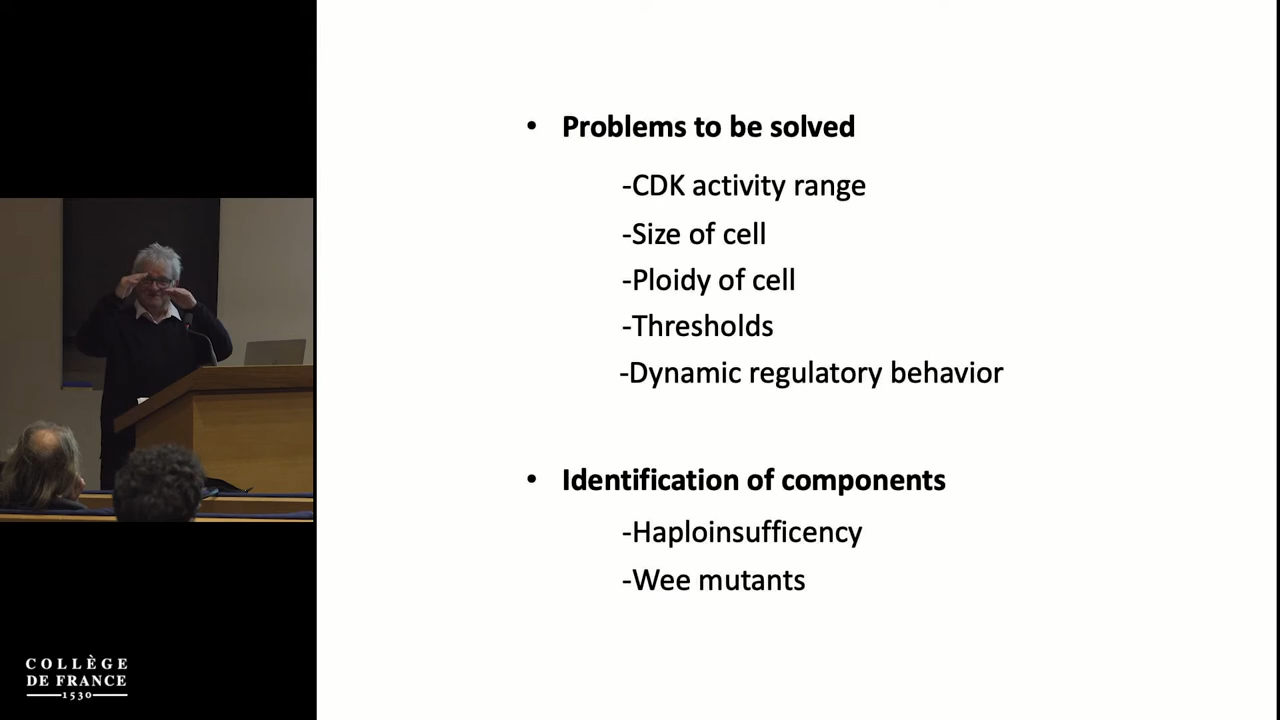 • Problems to be solved
-CDK activity range
-Size of cell
-Ploidy of cell
-Thresholds
-Dynamic regulatory behavior
• Identification of components
-Haploinsufficency
-Wee mutants
COLLÈGE
DE FRANCE
1530